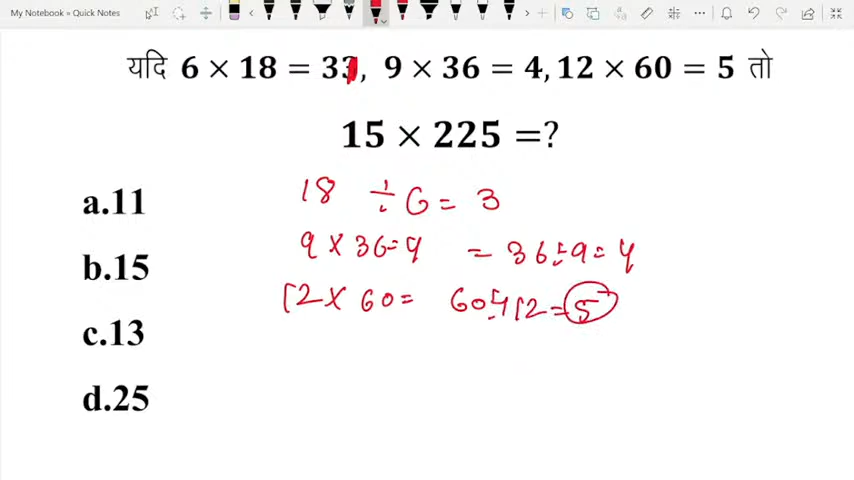 My Notebook » Quick Notes
यदि 6 × 18 = 33, 9 × 36 = 4, 12 × 60 = 5 तो
15 × 225 =?
a.11
b.15
c.13
d.25
18 ÷ 6 = 3
9 × 36 = 4 = 36 ÷ 9 = 4
12 × 60 = 60 ÷ 12 = 5